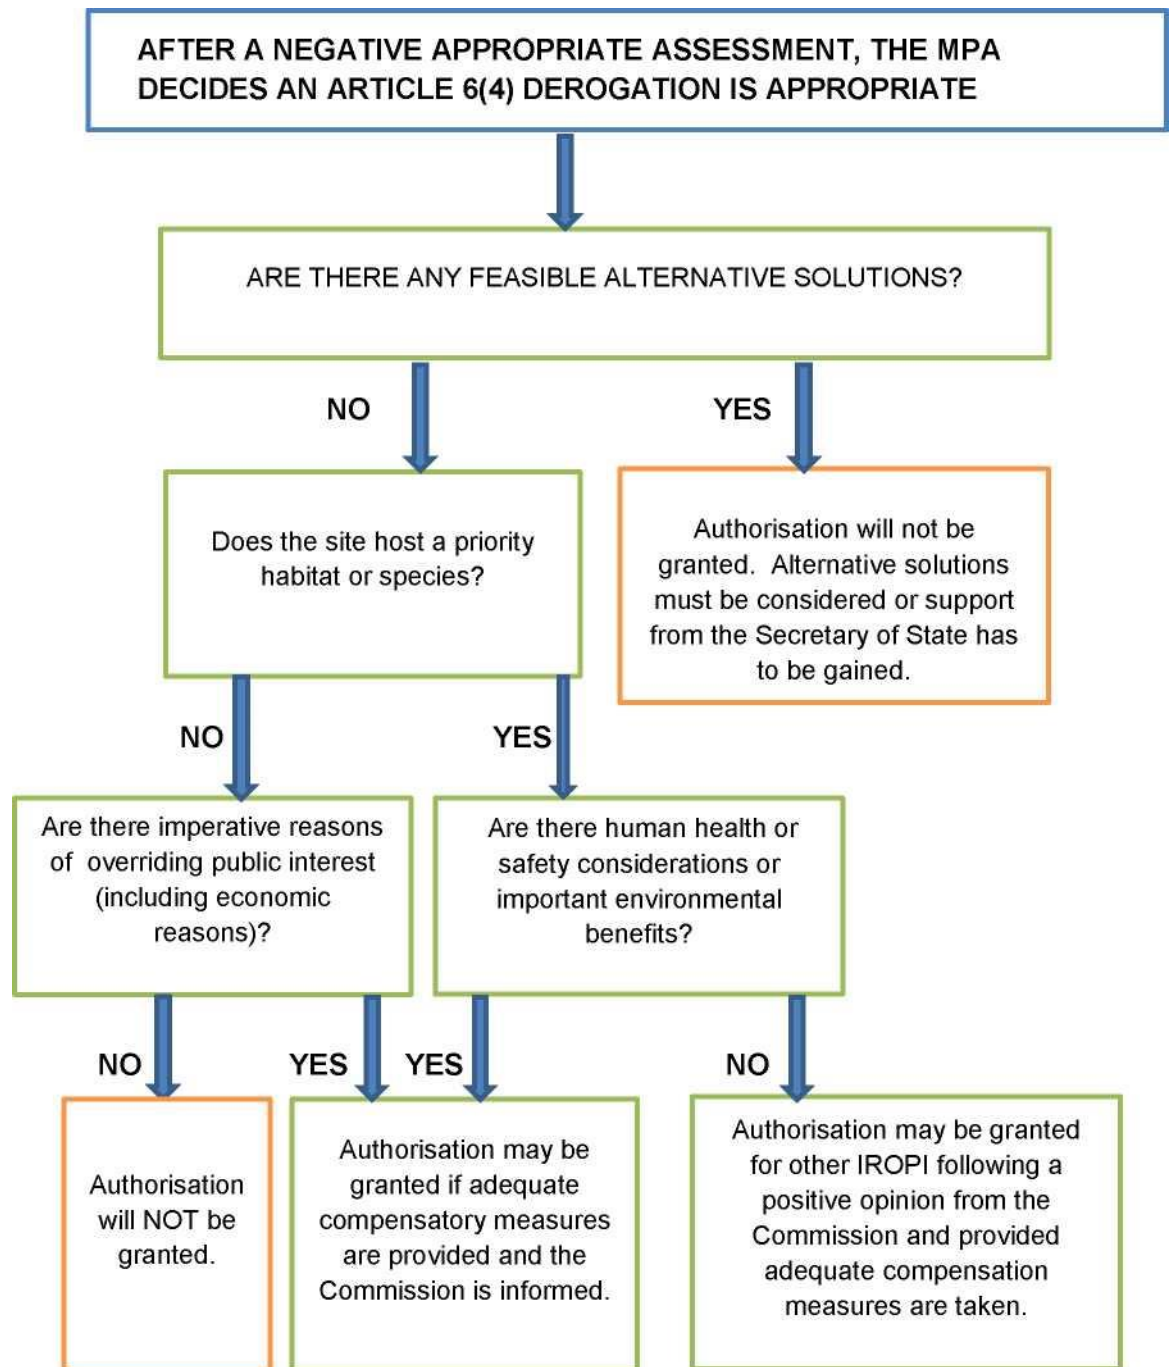 AFTER A NEGATIVE APPROPRIATE ASSESSMENT, THE MPA
DECIDES AN ARTICLE 6(4) DEROGATION IS APPROPRIATE
ARE THERE ANY FEASIBLE ALTERNATIVE SOLUTIONS?
NO
YES
Does the site host a priority
habitat or species?
Authorisation will not be
granted. Alternative solutions
must be considered or support
from the Secretary of State has
to be gained.
NO
YES
Are there imperative reasons
of overriding public interest
(including economic
reasons)?
Are there human health or
safety considerations or
important environmental
benefits?
NO
YES
YES
NO
Authorisation
will NOT be
granted.
Authorisation may be
granted if adequate
compensatory measures
are provided and the
Commission is informed.
Authorisation may be granted
for other IROPI following a
positive opinion from the
Commission and provided
adequate compensation
measures are taken.